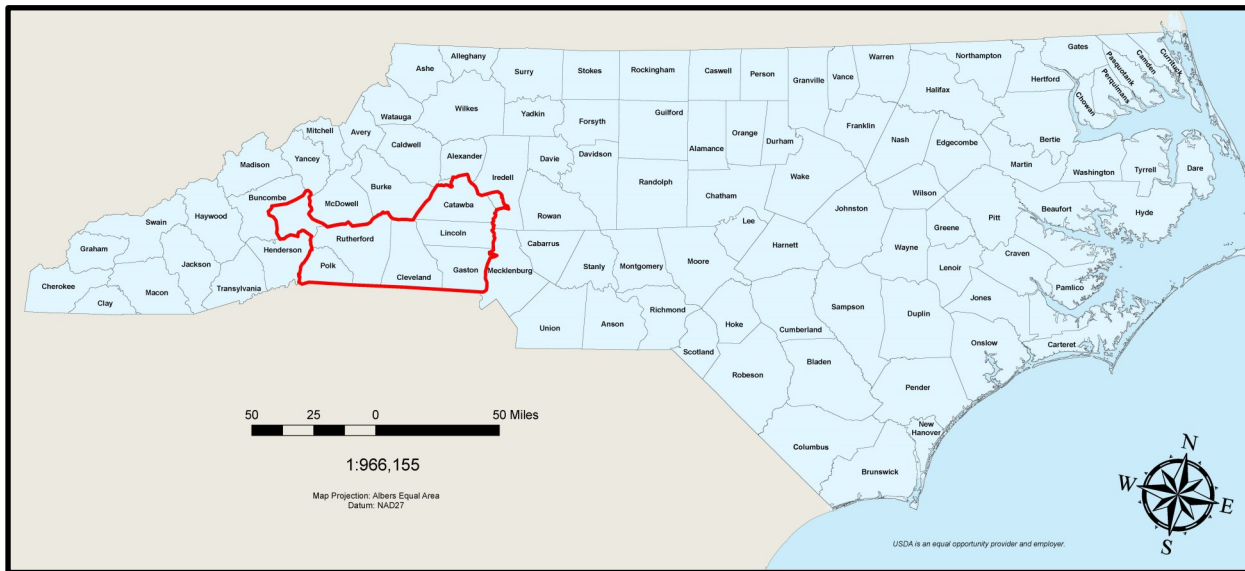 Alleghany
Ashe
Surry
Stokes
Rockingham
Caswell
Person
Granville
Vance
Warren
Northampton
Gates
Hertford
Halifax
Pasquotank
Camden
Currituck
Perquimans
Chowan
Wilkes
Watauga
Yadkin
Forsyth
Guilford
Alamance
Orange
Durham
Franklin
Nash
Edgecombe
Bertie
Martin
Washington
Tyrrell
Dare
Mitchell
Avery
Caldwell
Yancey
Madison
Alexander
Iredell
Davie
Davidson
Burke
McDowell
Buncombe
Catawba
Rowan
Randolph
Chatham
Wake
Wilson
Johnston
Pitt
Greene
Beaufort
Hyde
Swain
Haywood
Graham
Jackson
Henderson
Rutherford
Lincoln
Polk
Cleveland
Gaston
Mecklenburg
Cabarrus
Stanly
Montgomery
Moore
Lee
Harnett
Wayne
Lenoir
Craven
Pamlico
Jones
Cherokee
Clay
Macon
Transylvania
Union
Anson
Richmond
Scotland
Hoke
Cumberland
Sampson
Duplin
Onslow
Carteret
Robeson
Bladen
Pender
New
Hanover
Columbus
Brunswick
50 25 0 50 Miles
1:966,155
Map Projection: Albers Equal Area
Datum: NAD27
N
W
E
S
USDA is an equal opportunity provider and employer.